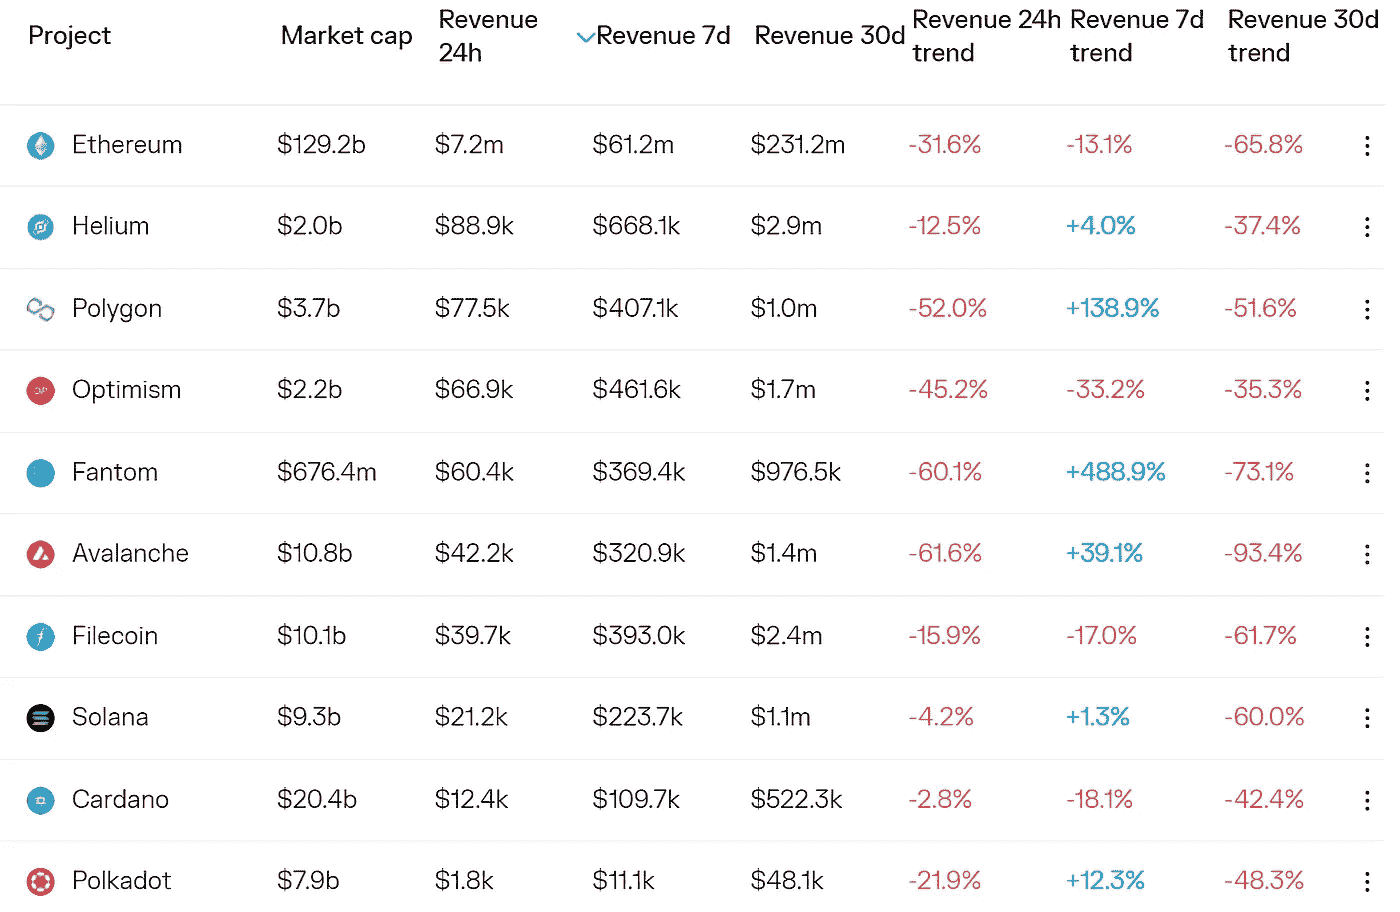 Project Market cap Revenue 24h Revenue 7d Revenue 30d Revenue 24h trend Revenue 7d trend Revenue 30d trend
Ethereum $129.2b $7.2m $61.2m $231.2m -31.6% -13.1% -65.8%
Helium $2.0b $88.9k $668.1k $2.9m -12.5% +4.0% -37.4%
Polygon $3.7b $77.5k $407.1k $1.0m -52.0% +138.9% -51.6%
Optimism $2.2b $66.9k $461.6k $1.7m -45.2% -33.2% -35.3%
Fantom $676.4m $60.4k $369.4k $976.5k -60.1% +488.9% -73.1%
Avalanche $10.8b $42.2k $320.9k $1.4m -61.6% +39.1% -93.4%
Filecoin $10.1b $39.7k $393.0k $2.4m -15.9% -17.0% -61.7%
Solana $9.3b $21.2k $223.7k $1.1m -4.2% +1.3% -60.0%
Cardano $20.4b $12.4k $109.7k $522.3k -2.8% -18.1% -42.4%
Polkadot $7.9b $1.8k $11.1k $48.1k -21.9% +12.3% -48.3%